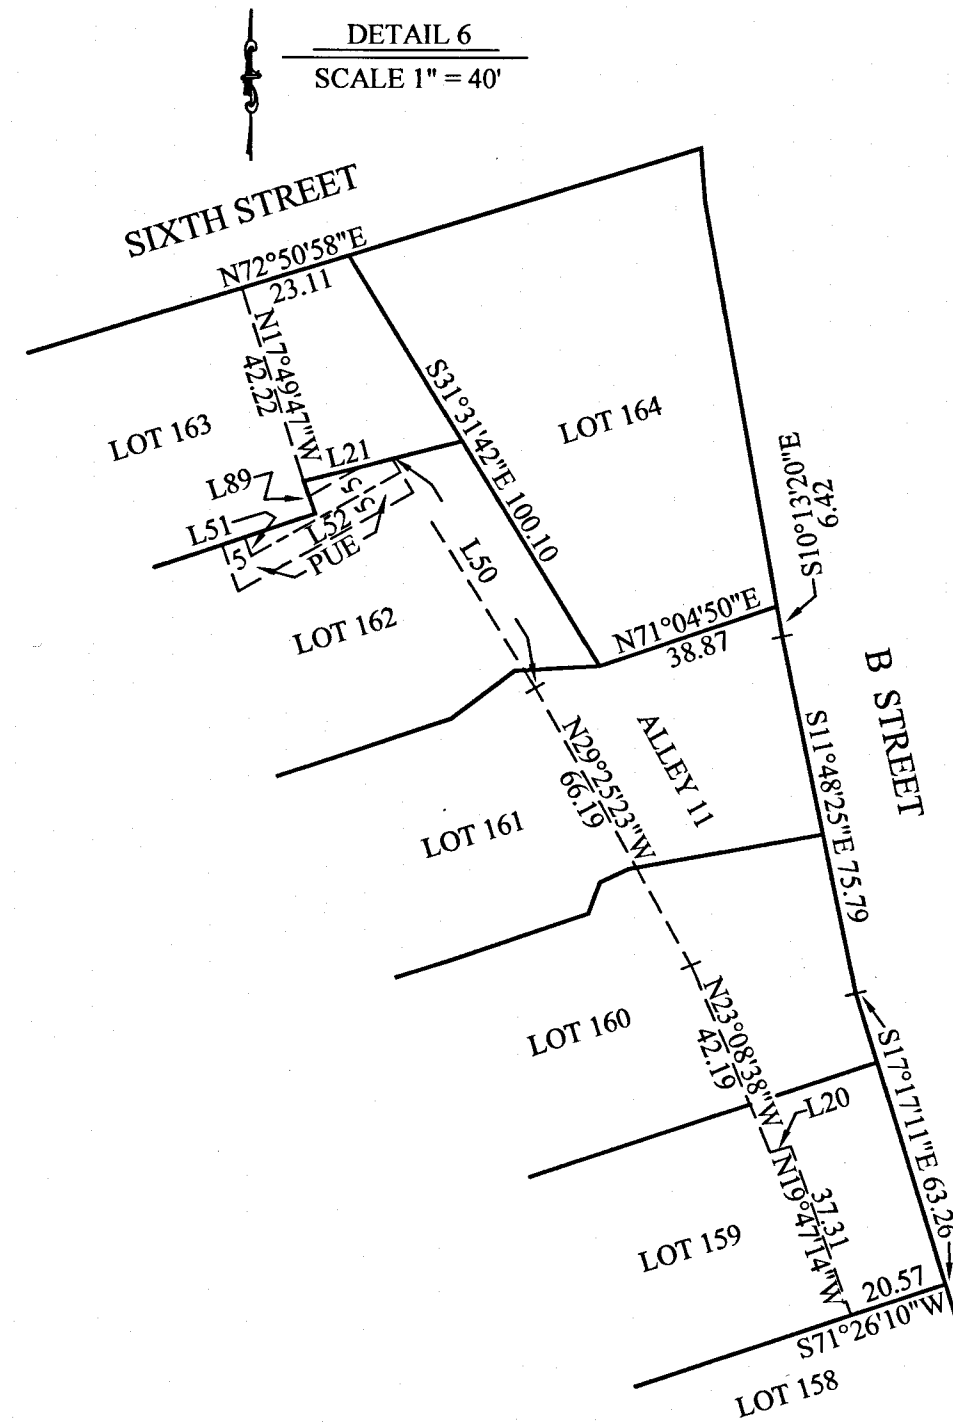 DETAIL 6
SCALE 1" = 40'
SIXTH STREET
N72°50'58"E
23.11
N17°49'47"W
42.22
S31°31'42"E 100.10
LOT 164
LOT 163
L21
L89
L51
5
5
5
L52
PUE
L50
S10°13'20"E
6.42
LOT 162
N71°04'50"E
38.87
B STREET
ALLEY 11
N29°25'23"W
66.19
S11°48'25"E 75.79
LOT 161
LOT 160
N23°08'38"W
42.19
S17°17'11"E 63.26
L20
LOT 159
N19°47'14"W
37.31
20.57
S71°26'10"W
LOT 158